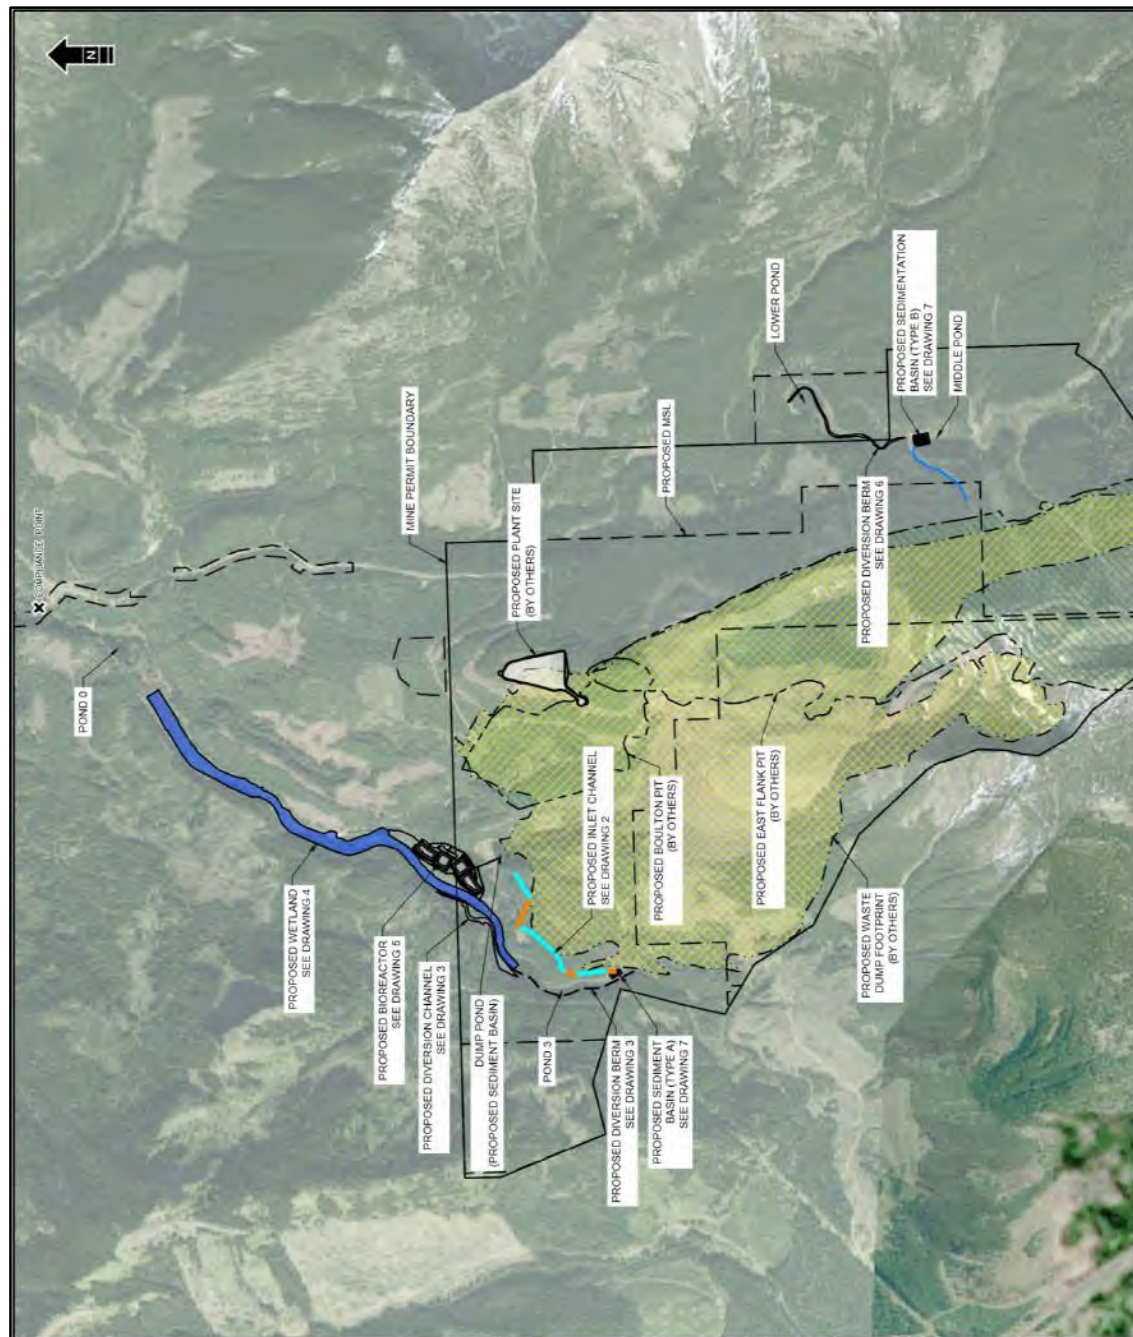 N
COMPLIANCE POINT
POND 0
MINE PERMIT BOUNDARY
PROPOSED PLANT SITE
(BY OTHERS)
PROPOSED MSL
LOWER POND
PROPOSED SEDIMENTATION
BASIN (TYPE B)
SEE DRAWING 7
MIDDLE POND
PROPOSED DIVERSION BERM
SEE DRAWING 6
PROPOSED WETLAND
SEE DRAWING 4
PROPOSED BIOREACTOR
SEE DRAWING 5
PROPOSED DIVERSION CHANNEL
SEE DRAWING 3
DUMP POND
(PROPOSED SEDIMENT BASIN)
POND 3
PROPOSED DIVERSION BERM
SEE DRAWING 3
PROPOSED SEDIMENT
BASIN (TYPE A)
SEE DRAWING 7
PROPOSED INLET CHANNEL
SEE DRAWING 2
PROPOSED BOULTON PIT
(BY OTHERS)
PROPOSED EAST FLANK PIT
(BY OTHERS)
PROPOSED WASTE
DUMP FOOTPRINT
(BY OTHERS)